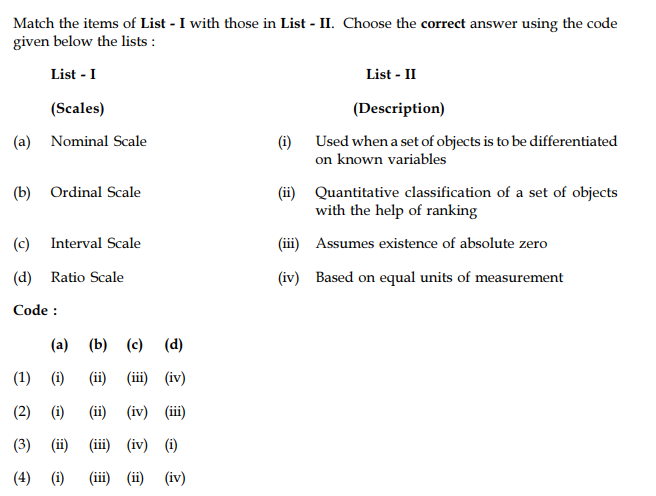 Match the items of List - I with those in List - II. Choose the correct answer using the code
given below the lists :
List - I List - II
(Scales) (Description)
(a) Nominal Scale (i) Used when a set of objects is to be differentiated
on known variables
(b) Ordinal Scale (ii) Quantitative classification of a set of objects
with the help of ranking
(c) Interval Scale (iii) Assumes existence of absolute zero
(d) Ratio Scale (iv) Based on equal units of measurement
Code :
(a) (b) (c) (d)
(1) (i) (ii) (iii) (iv)
(2) (i) (ii) (iv) (iii)
(3) (ii) (iii) (iv) (i)
(4) (i) (iii) (ii) (iv)